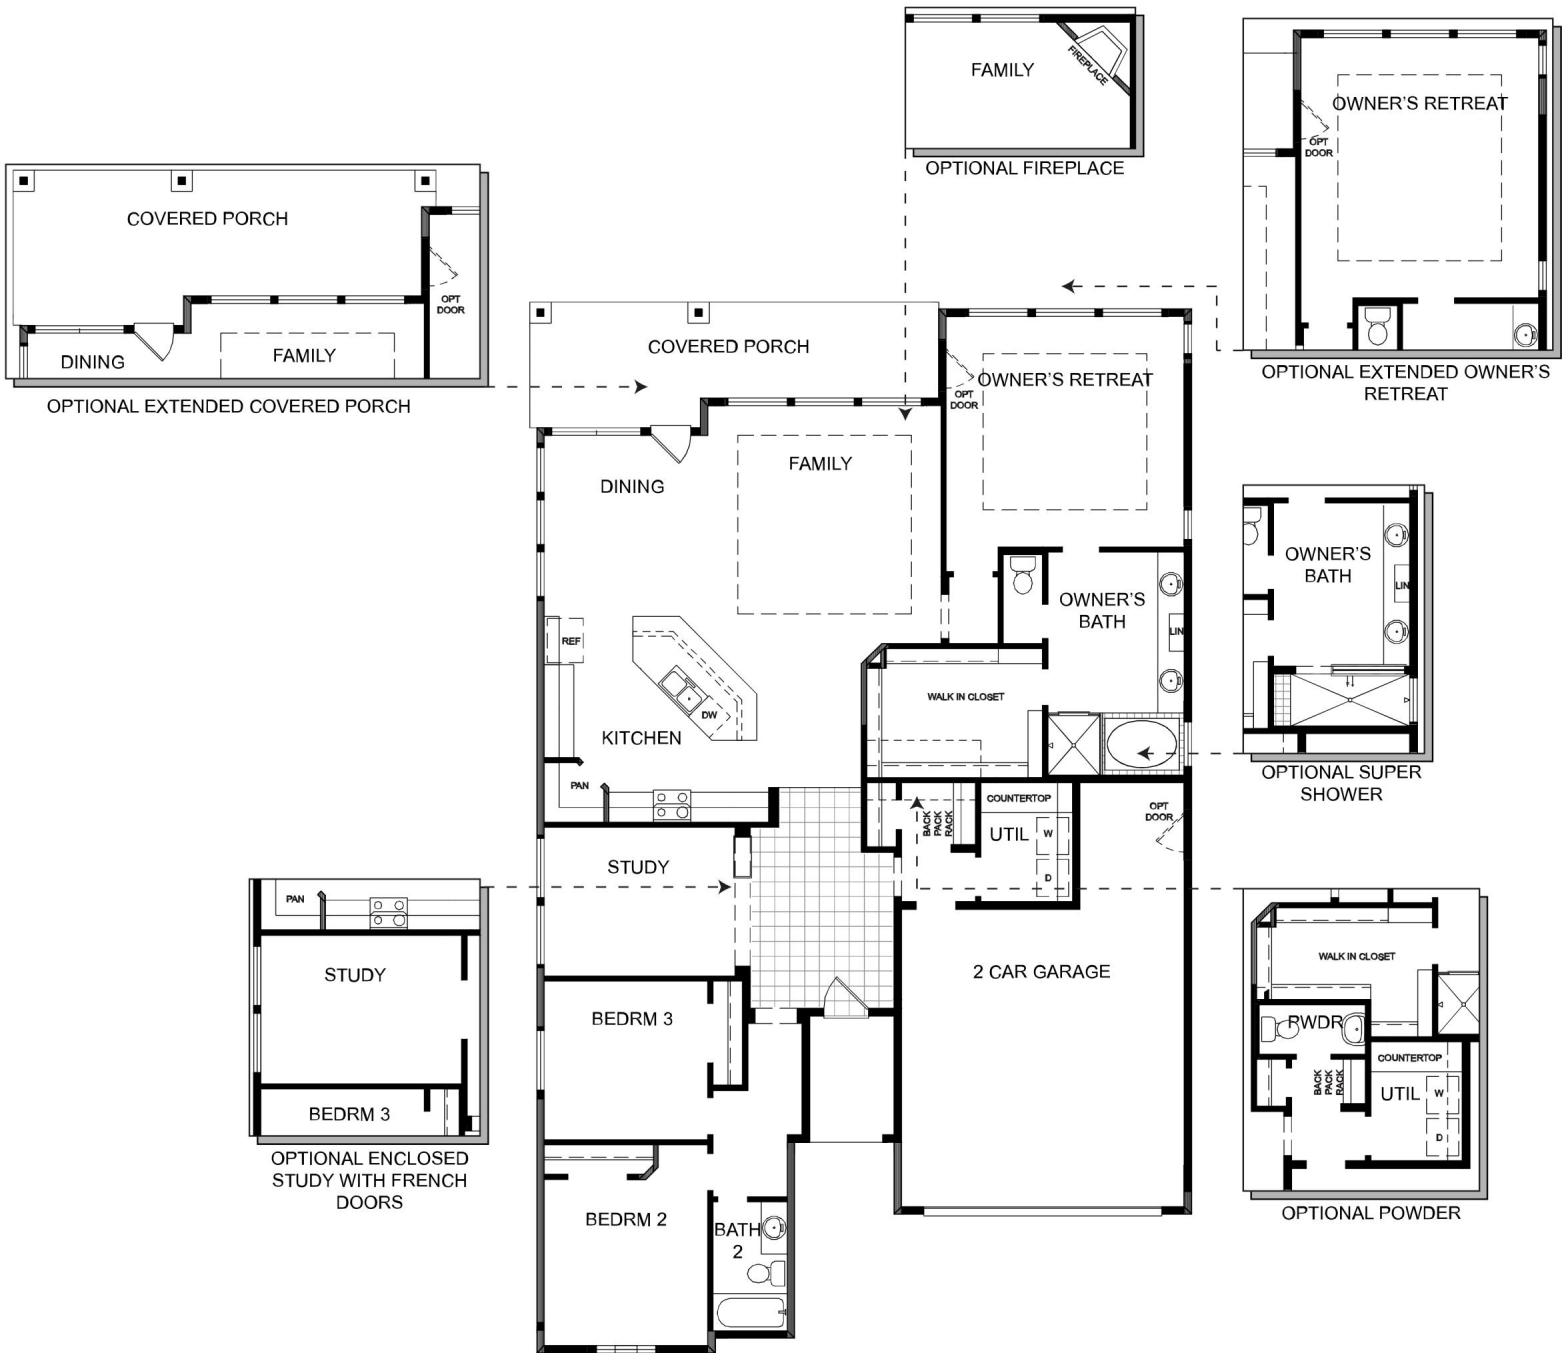 FAMILY
FIREPLACE
OPTIONAL FIREPLACE
OWNER'S RETREAT
OPT
DOOR
OPTIONAL EXTENDED OWNER'S
RETREAT
COVERED PORCH
OPT
DOOR
DINING
FAMILY
OPTIONAL EXTENDED COVERED PORCH
COVERED PORCH
OWNER'S RETREAT
OPT
DOOR
FAMILY
DINING
OWNER'S
BATH
LIN
REF
DW
WALK IN CLOSET
KITCHEN
PAN
COUNTERTOP
BACK
PACK
RACK
UTIL
W
D
OPT
DOOR
STUDY
2 CAR GARAGE
BEDRM 3
BEDRM 2
BATH
2
OWNER'S
BATH
LIN
OPTIONAL SUPER
SHOWER
PAN
STUDY
BEDRM 3
OPTIONAL ENCLOSED
STUDY WITH FRENCH
DOORS
WALK IN CLOSET
PWDR
COUNTERTOP
BACK
PACK
RACK
UTIL
W
D
OPTIONAL POWDER